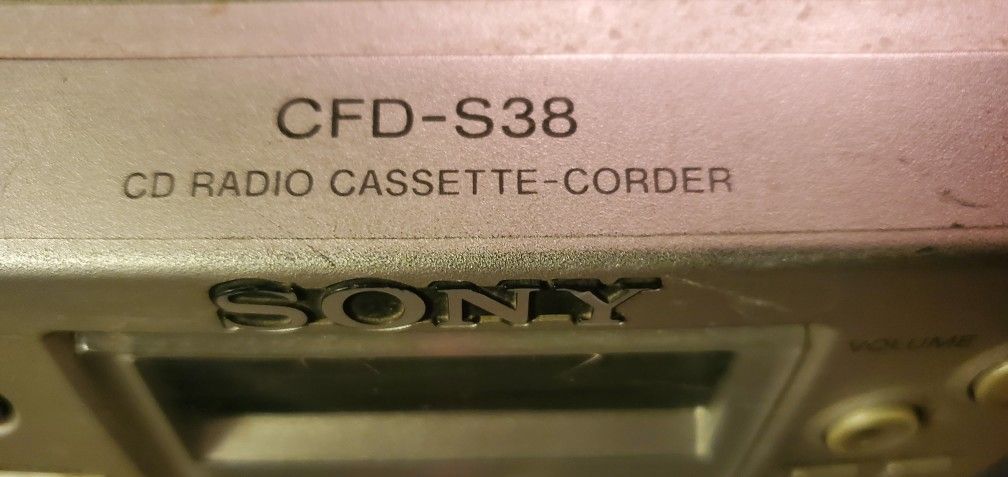 CFD-S38
CD RADIO CASSETTE-CORDER
SONY
VOLUME